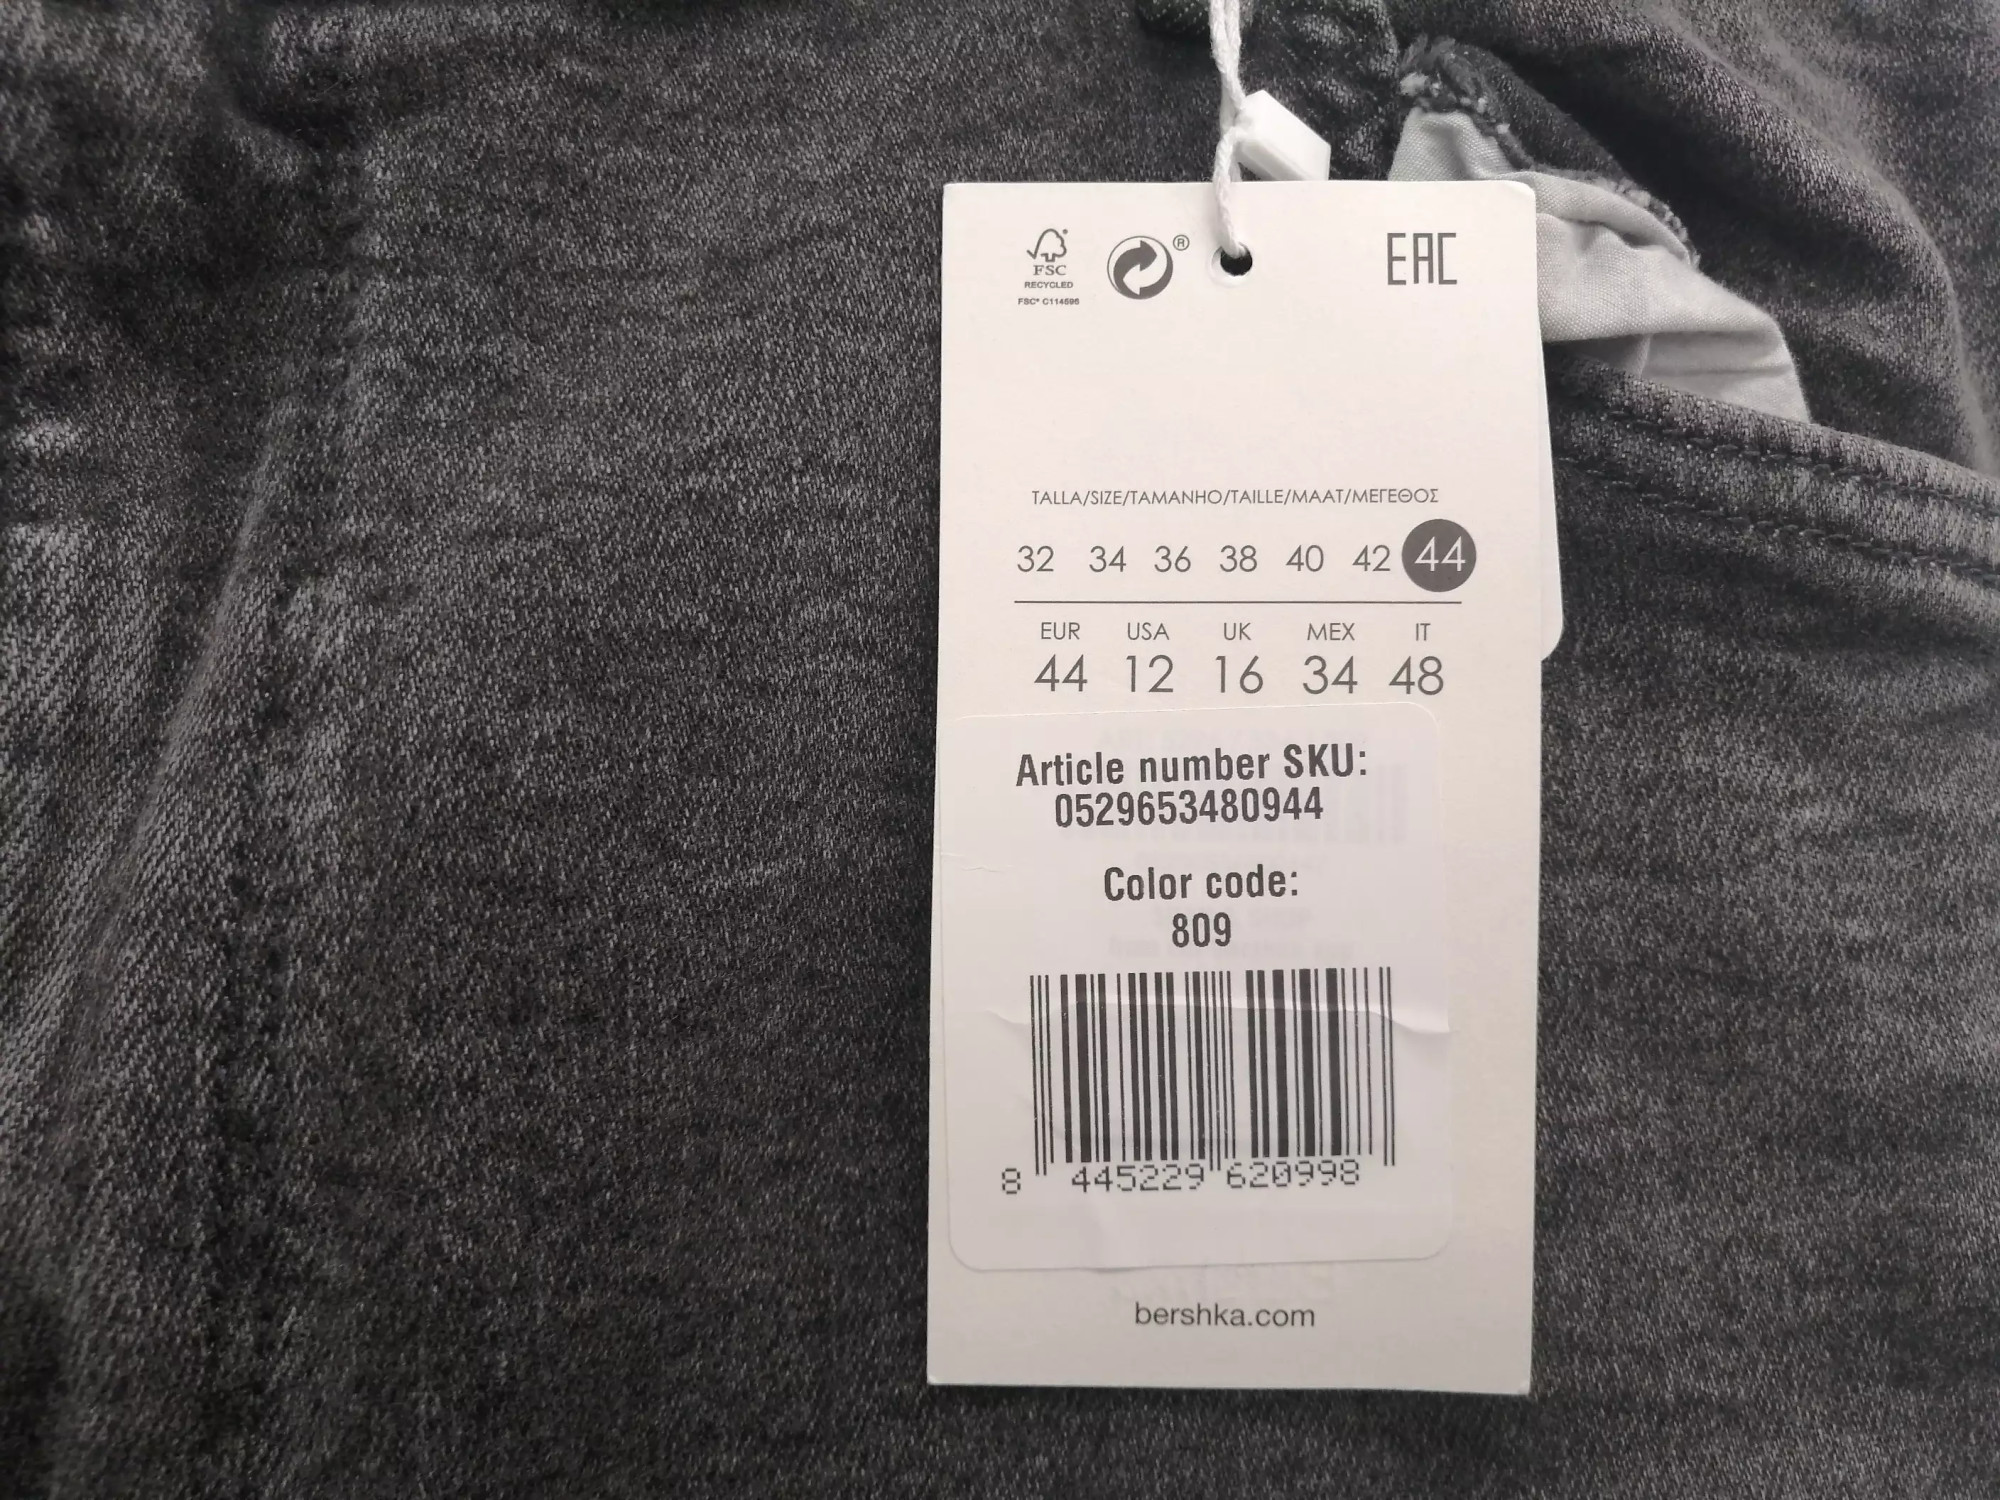 FSC
RECYCLED
FSC® C114696
®
EAC
TALLA/SIZE/TAMANHO/TAILLE/MAAT/ΜΕΓΕΘΟΣ
32 34 36 38 40 42 44
EUR USA UK MEX IT
44 12 16 34 48
Article number SKU:
0529653480944
Color code:
809
8 445229 620998
bershka.com